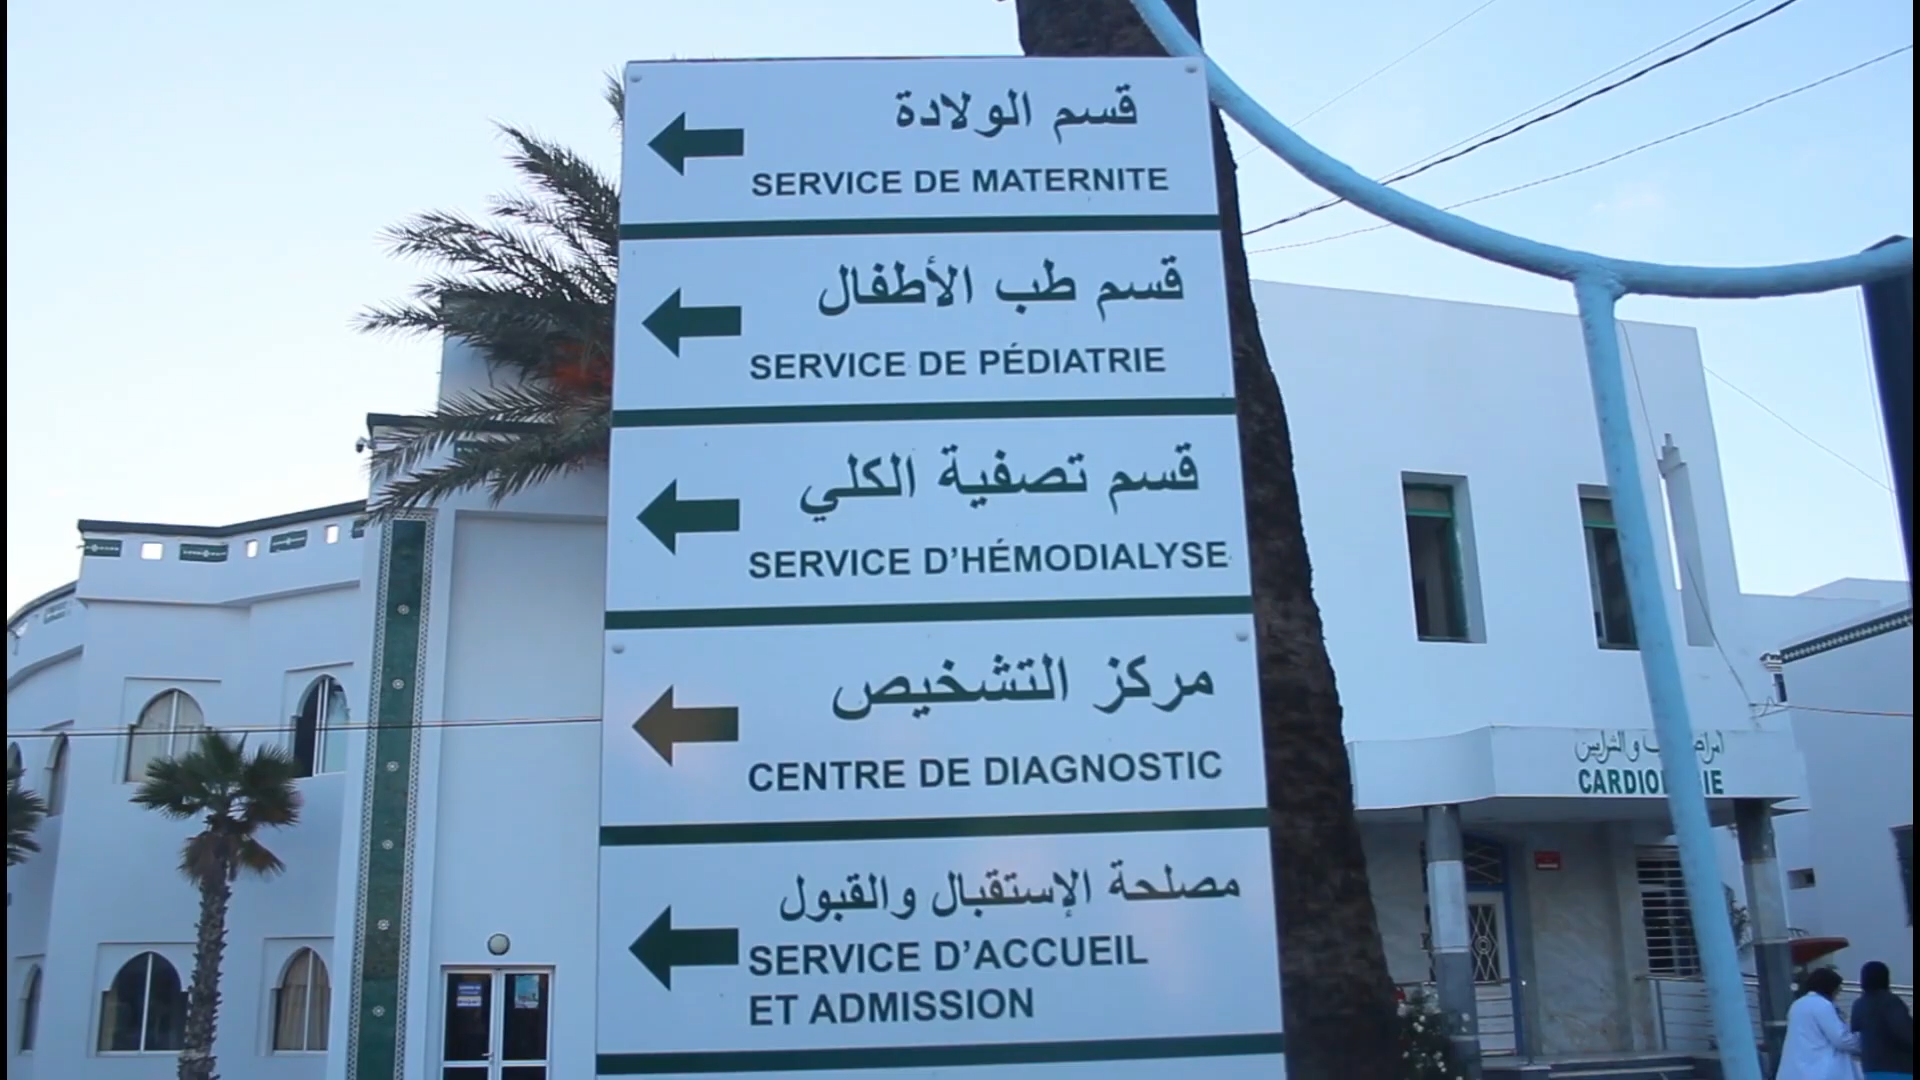 قسم الولادة
SERVICE DE MATERNITE
قسم طب الأطفال
SERVICE DE PÉDIATRIE
قسم تصفية الكلي
SERVICE D’HÉMODIALYSE
مركز التشخيص
CENTRE DE DIAGNOSTIC
مصلحة الإستقبال والقبول
SERVICE D’ACCUEIL
ET ADMISSION
والشرايين